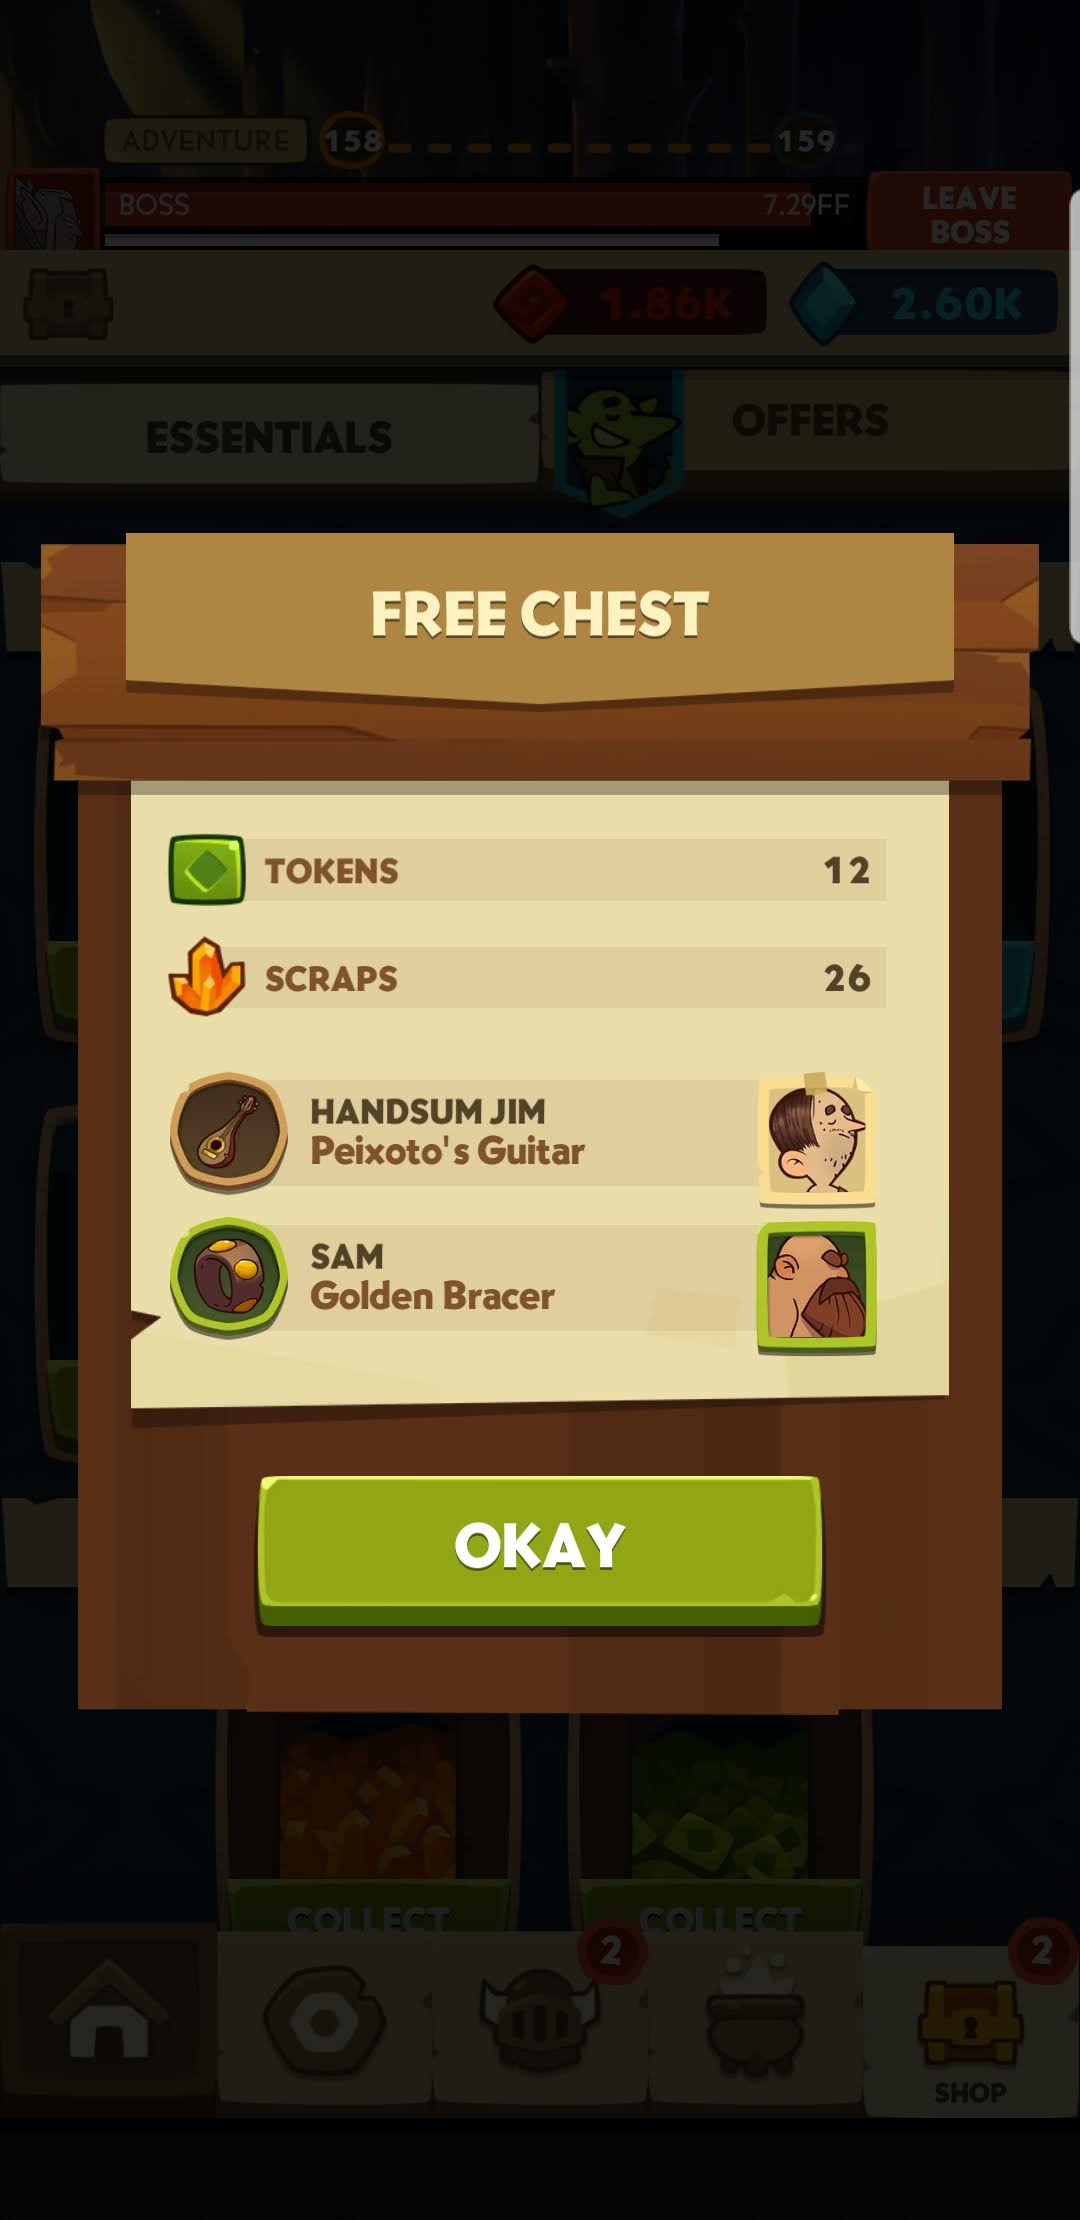 ADVENTURE 158 159
BOSS 7.29FF
LEAVE
BOSS
1.86K 2.60K
ESSENTIALS OFFERS
FREE CHEST
TOKENS 12
SCRAPS 26
HANDSUM JIM
Peixoto's Guitar
SAM
Golden Bracer
OKAY
COLLECT COLLECT
2 2
SHOP